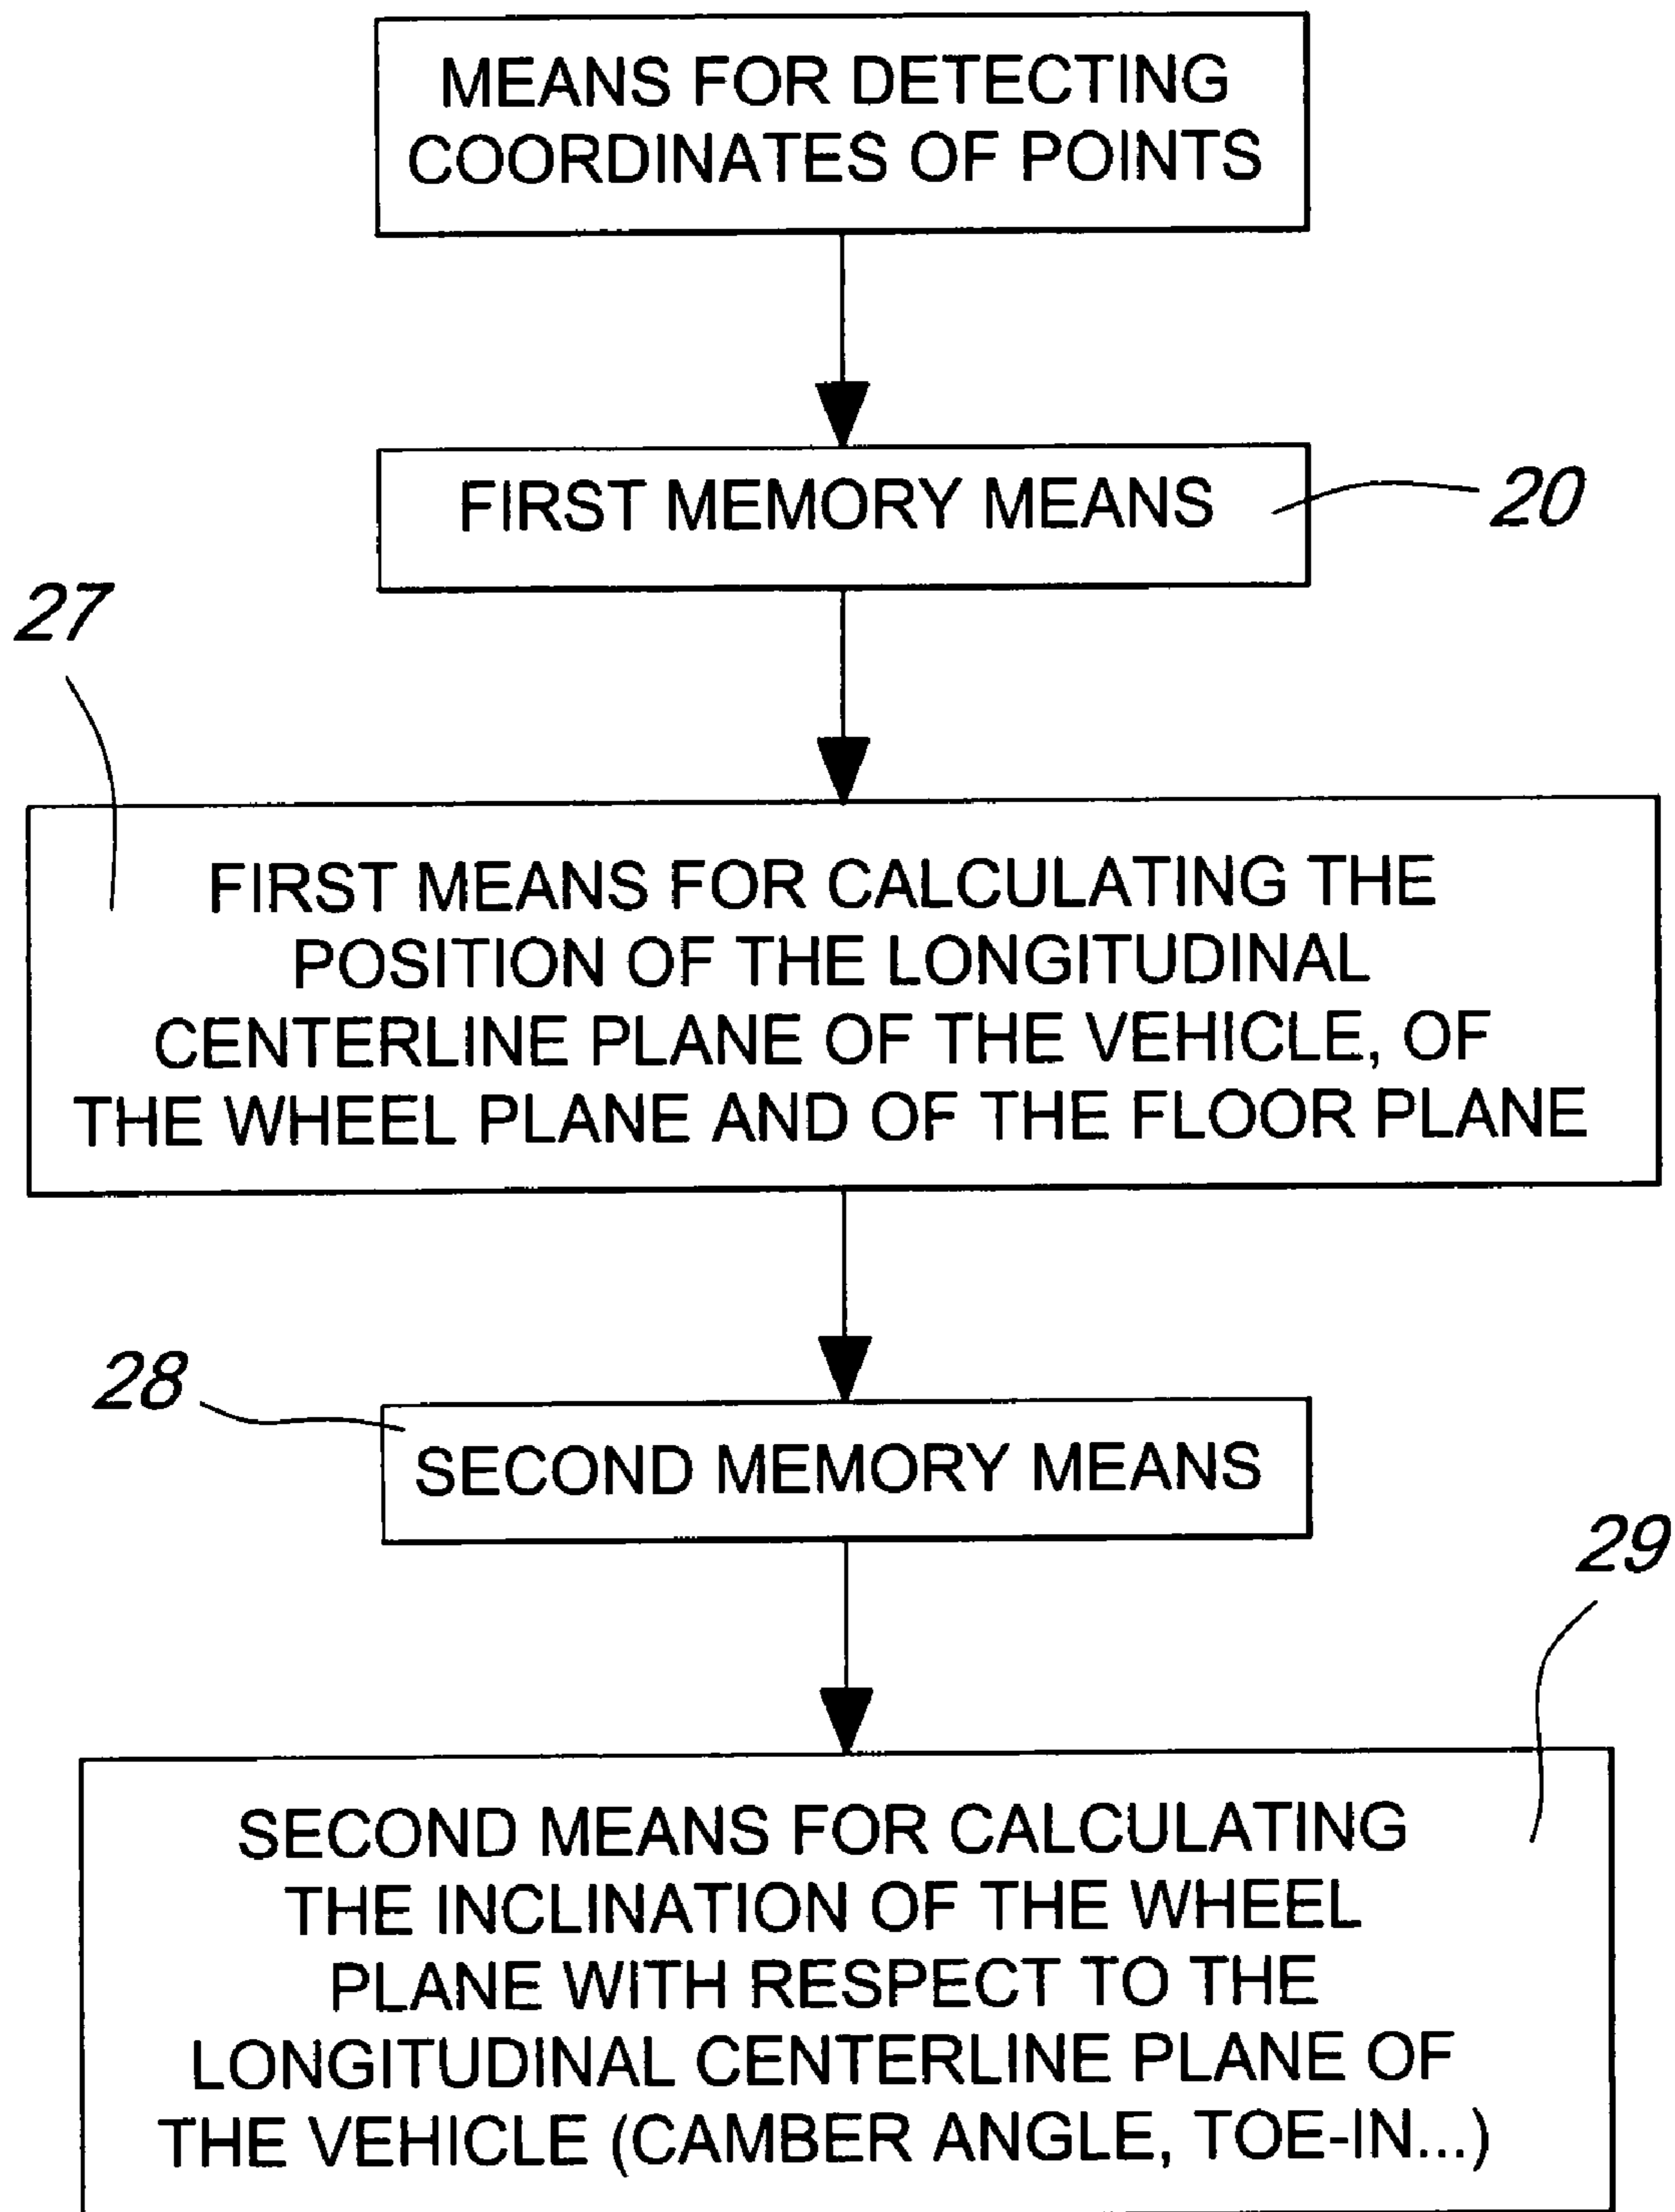 MEANS FOR DETECTING
COORDINATES OF POINTS
FIRST MEMORY MEANS
20
27
FIRST MEANS FOR CALCULATING THE
POSITION OF THE LONGITUDINAL
CENTERLINE PLANE OF THE VEHICLE, OF
THE WHEEL PLANE AND OF THE FLOOR PLANE
28
SECOND MEMORY MEANS
29
SECOND MEANS FOR CALCULATING
THE INCLINATION OF THE WHEEL
PLANE WITH RESPECT TO THE
LONGITUDINAL CENTERLINE PLANE OF
THE VEHICLE (CAMBER ANGLE, TOE-IN...)